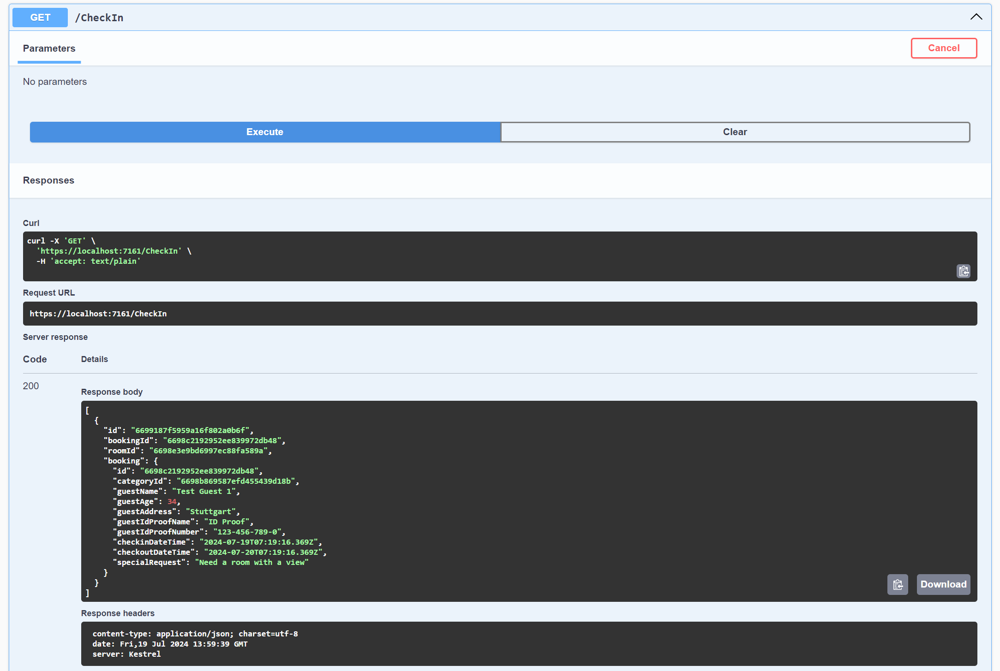 GET /CheckIn
Parameters
Cancel
No parameters
Execute
Clear
Responses
Curl
curl -X 'GET' \
  'https://localhost:7161/CheckIn' \
  -H 'accept: text/plain'
Request URL
https://localhost:7161/CheckIn
Server response
Code Details
200
Response body
[
  {
    "id": "6699187f5959a16f802a0b6f",
    "bookingId": "6698c2192952ee839972db48",
    "roomId": "6698e3e9bd6997ec88fa589a",
    "booking": {
      "id": "6698c2192952ee839972db48",
      "categoryId": "6698b869587efd455439d18b",
      "guestName": "Test Guest 1",
      "guestAge": 34,
      "guestAddress": "Stuttgart",
      "guestIdProofName": "ID Proof",
      "guestIdProofNumber": "123-456-789-0",
      "checkinDateTime": "2024-07-19T07:19:16.369Z",
      "checkoutDateTime": "2024-07-20T07:19:16.369Z",
      "specialRequest": "Need a room with a view"
    }
  }
]
Download
Response headers
content-type: application/json; charset=utf-8
date: Fri,19 Jul 2024 13:59:39 GMT
server: Kestrel